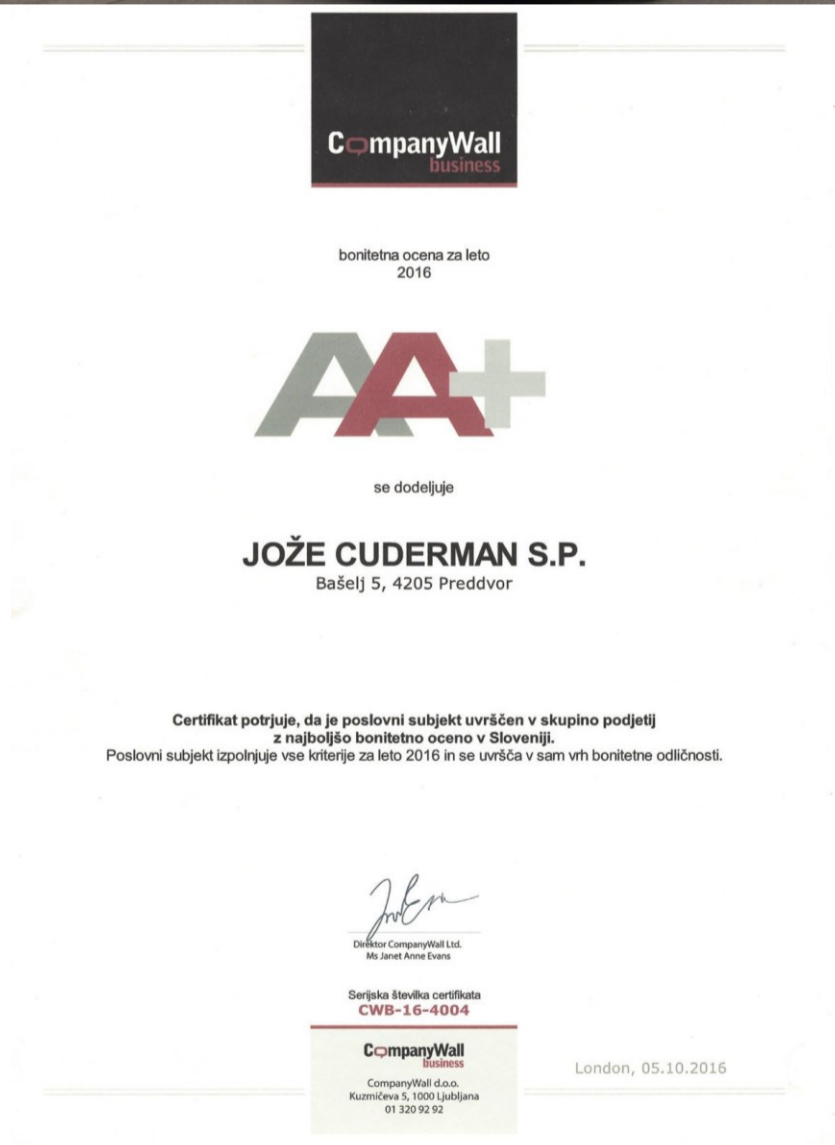 CompanyWall
business
bonitetna ocena za leto
2016
AA+
se dodeljuje
JOŽE CUDERMAN S.P.
Bašelj 5, 4205 Preddvor
Certifikat potrjuje, da je poslovni subjekt uvrščen v skupino podjetij
z najboljšo bonitetno oceno v Sloveniji.
Poslovni subjekt izpolnjuje vse kriterije za leto 2016 in se uvršča v sam vrh bonitetne odličnosti.
Direktor CompanyWall Ltd.
Ms Janet Anne Evans
Serijska številka certifikata
CWB-16-4004
CompanyWall
business
CompanyWall d.o.o.
Kuzmičeva 5, 1000 Ljubljana
01 320 92 92
London, 05.10.2016